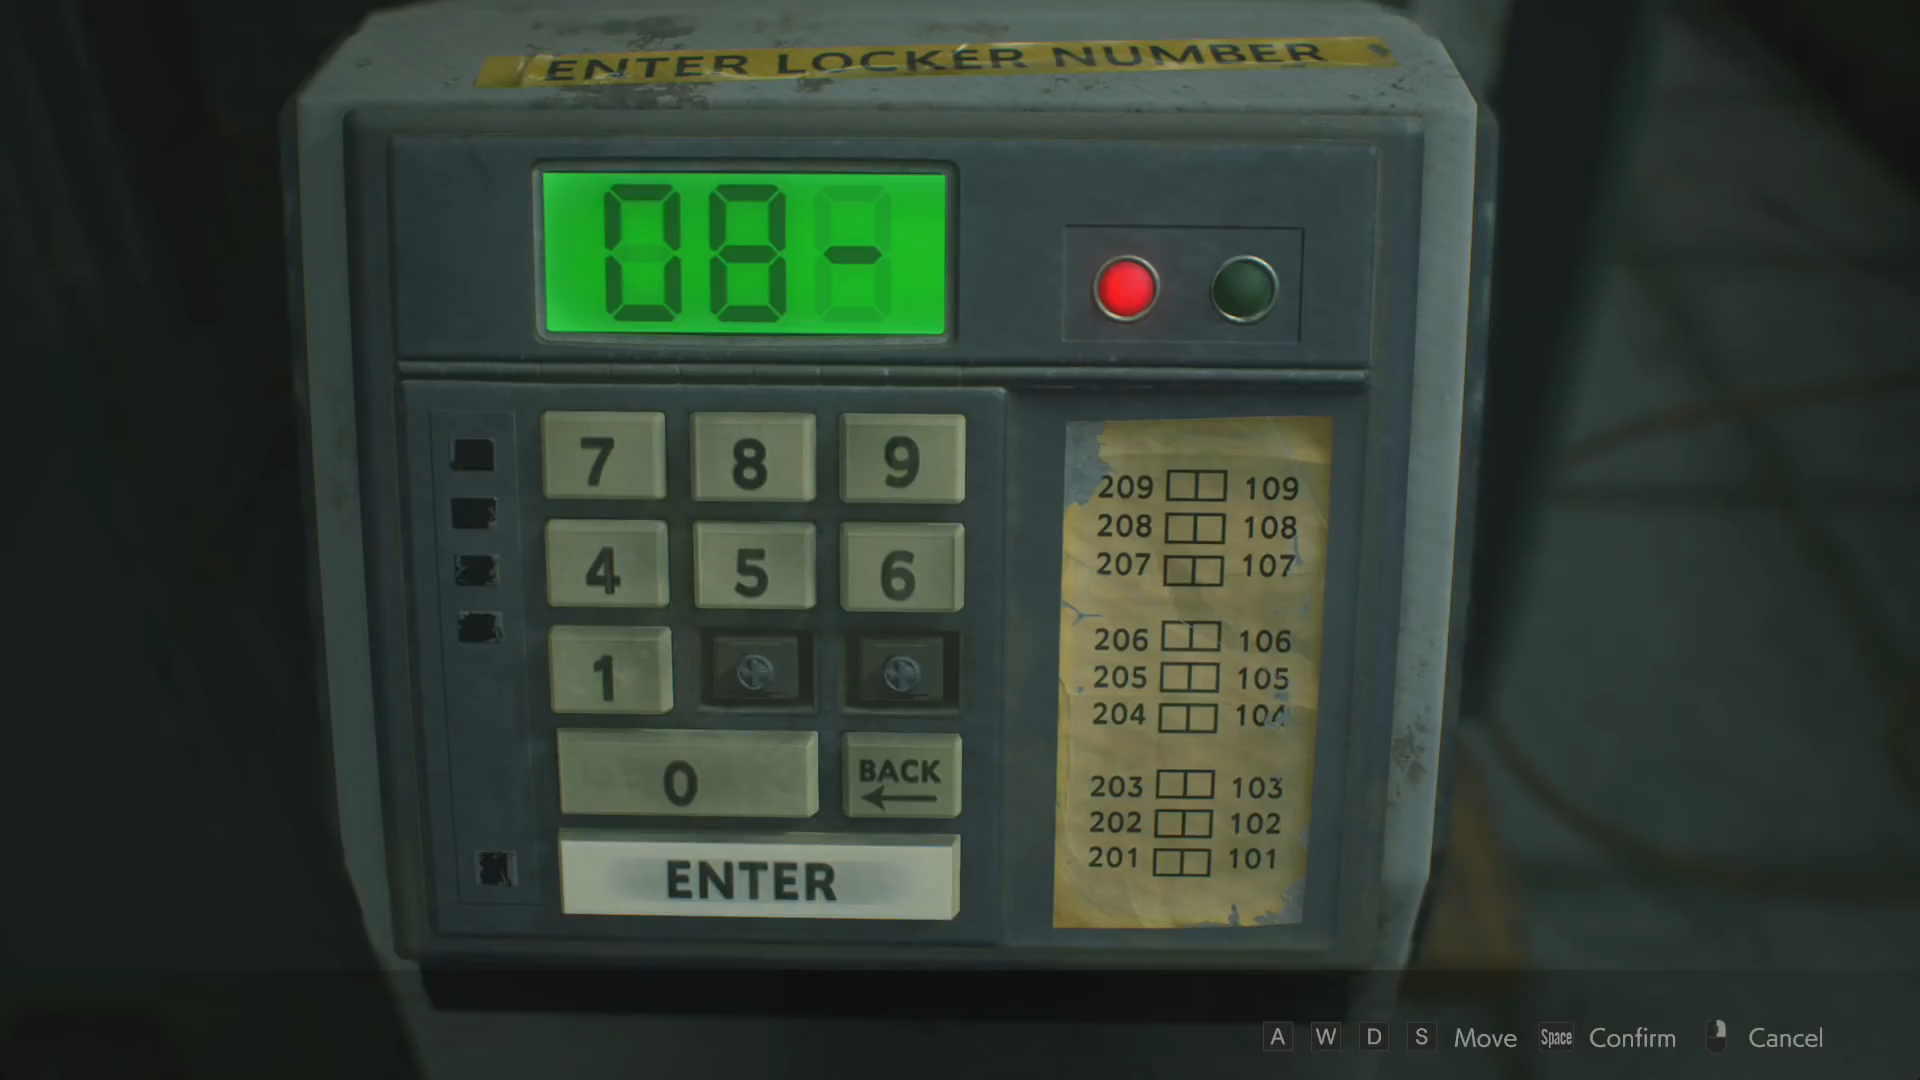 ENTER LOCKER NUMBER
08-
7 8 9
4 5 6
1
0 BACK
ENTER
209 109
208 108
207 107
206 106
205 105
204 104
203 103
202 102
201 101
A W D S Move Space Confirm Cancel